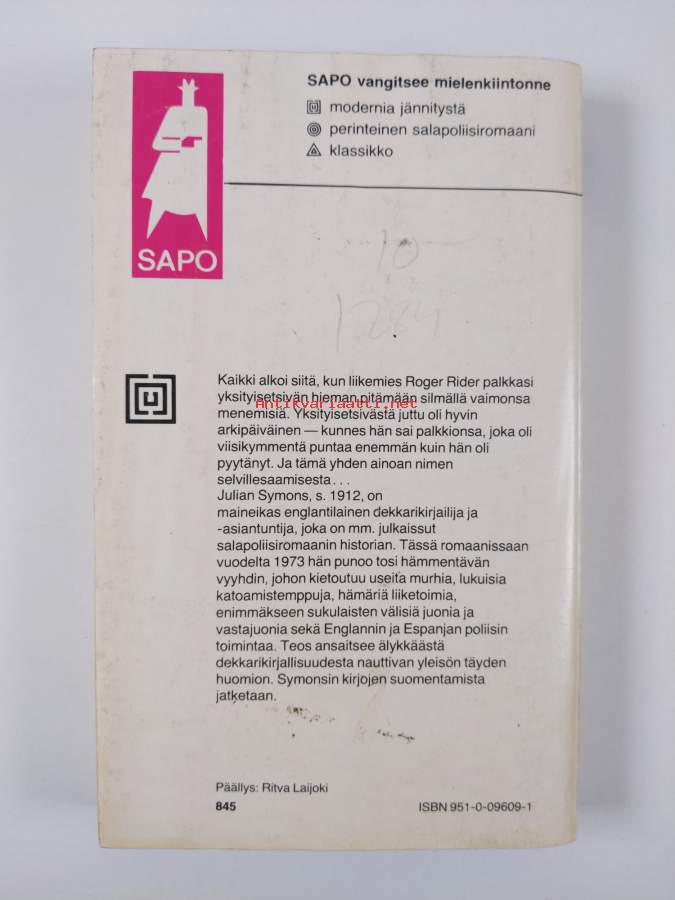 SAPO vangitsee mielenkiintonne
modernia jännitystä
perinteinen salapoliisiromaani
klassikko
SAPO
10
Kaikki alkoi siitä, kun liikemies Roger Rider palkkasi
yksityisetsivän hieman pitämään silmällä vaimonsa
Antikvariaatti.net
menemisiä. Yksityisetsivästä juttu oli hyvin
arkipäiväinen — kunnes hän sai palkkionsa, joka oli
viisikymmentä puntaa enemmän kuin hän oli
pyytänyt. Ja tämä yhden ainoan nimen
selvillesaamisesta...
Julian Symons, s. 1912, on
maineikas englantilainen dekkarikirjailija ja
-asiantuntija, joka on mm. julkaissut
salapoliisiromaanin historian. Tässä romaanissaan
vuodelta 1973 hän punoo tosi hämmentävän
vyyhdin, johon kietoutuu useita murhia, lukuisia
katoamistemppuja, hämäriä liiketoimia,
enimmäkseen sukulaisten välisiä juonia ja
vastajuonia sekä Englannin ja Espanjan poliisin
toimintaa. Teos ansaitsee älykkäästä
dekkarikirjallisuudesta nauttivan yleisön täyden
huomion. Symonsin kirjojen suomentamista
jatketaan.
Päällys: Ritva Laijoki
845 ISBN 951-0-09609-1